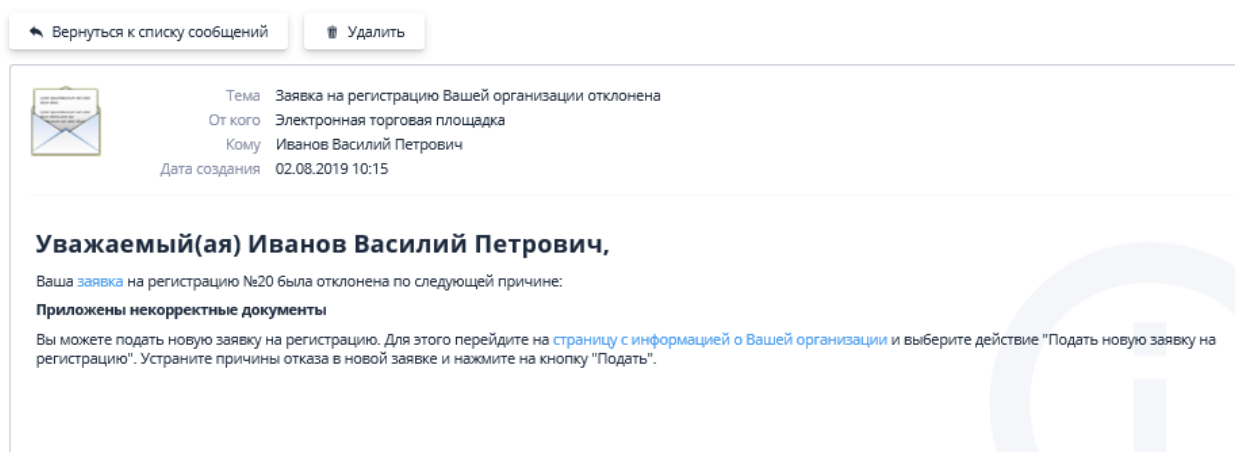 Вернуться к списку сообщений Удалить
Тема Заявка на регистрацию Вашей организации отклонена
От кого Электронная торговая площадка
Кому Иванов Василий Петрович
Дата создания 02.08.2019 10:15
Уважаемый(ая) Иванов Василий Петрович,
Ваша заявка на регистрацию №20 была отклонена по следующей причине:
Приложены некорректные документы
Вы можете подать новую заявку на регистрацию. Для этого перейдите на страницу с информацией о Вашей организации и выберите действие "Подать новую заявку на
регистрацию". Устраните причины отказа в новой заявке и нажмите на кнопку "Подать".